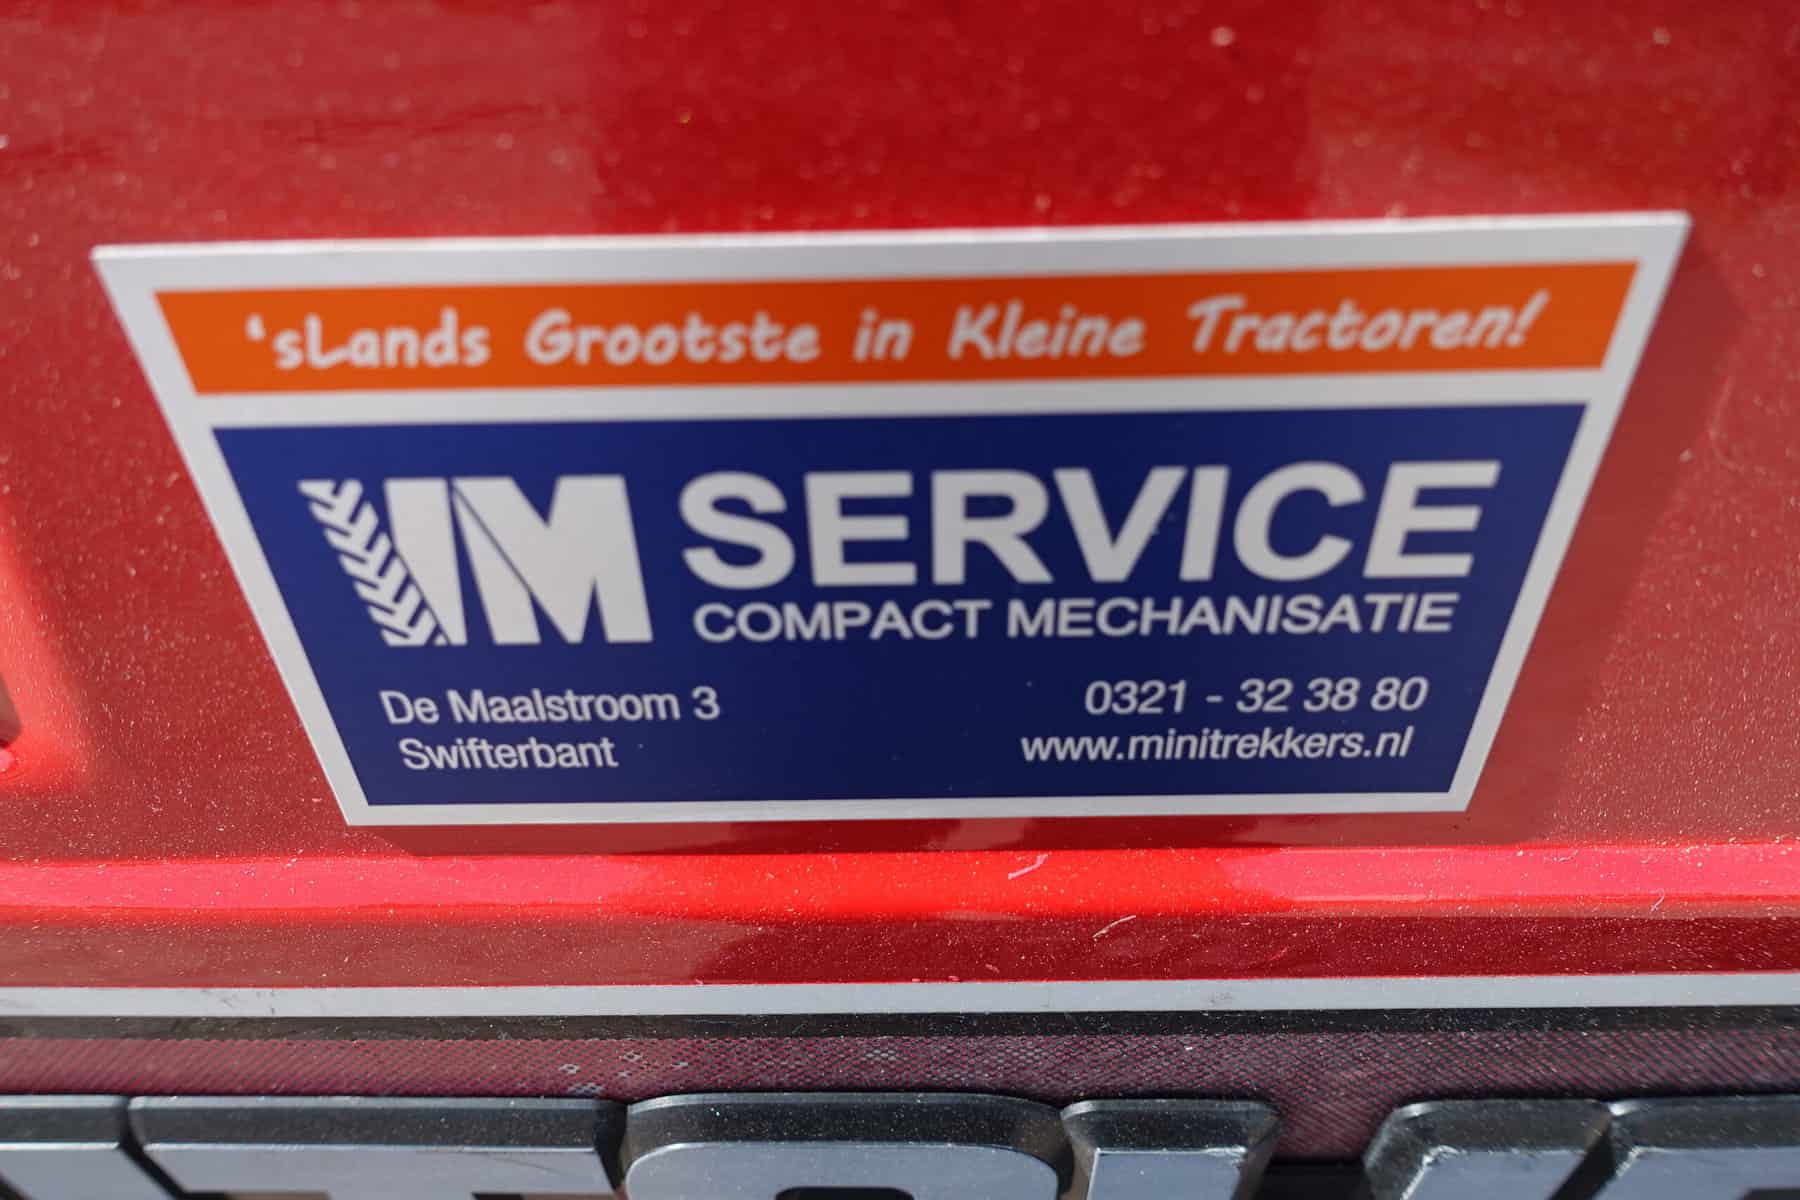 'sLands Grootste in Kleine Tractoren!
IM SERVICE
COMPACT MECHANISATIE
De Maalstroom 3
Swifterbant
0321 - 32 38 80
www.minitrekkers.nl